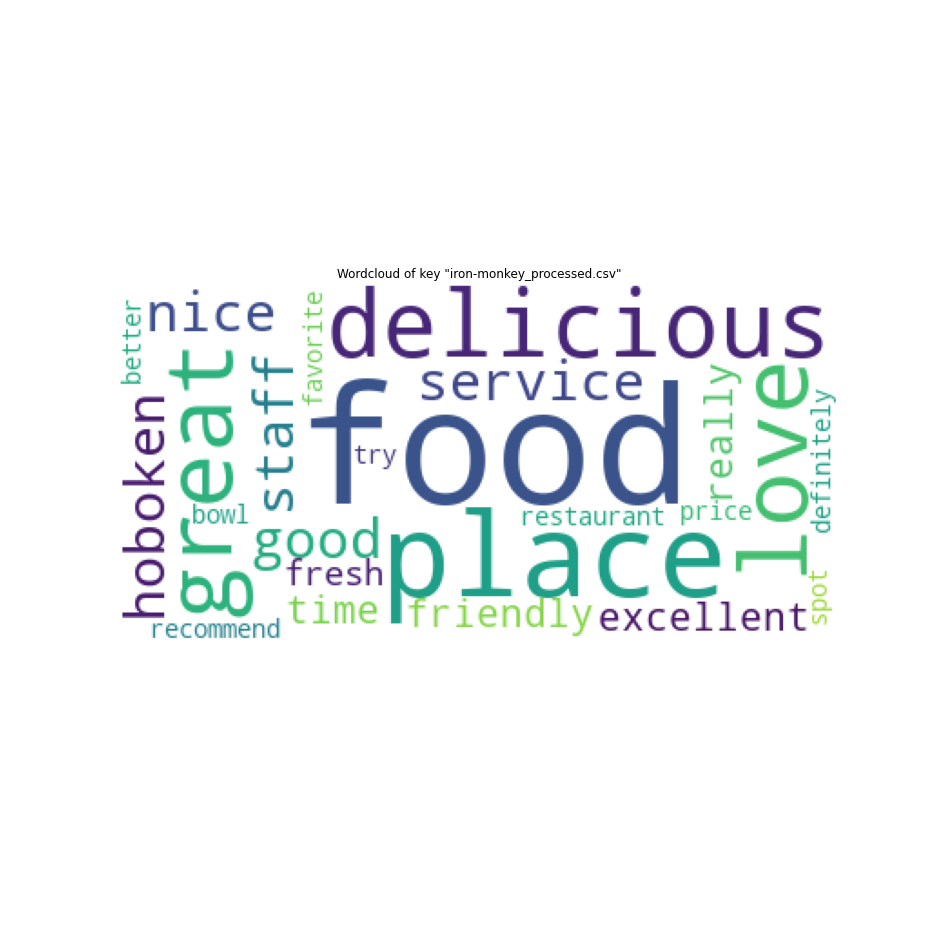 Wordcloud of key "iron-monkey_processed.csv"
better
nice
favorite
delicious
great
staff
service
hoboken
food
try
really
love
definitely
bowl
good
place
restaurant
price
fresh
time
friendly
excellent
spot
recommend